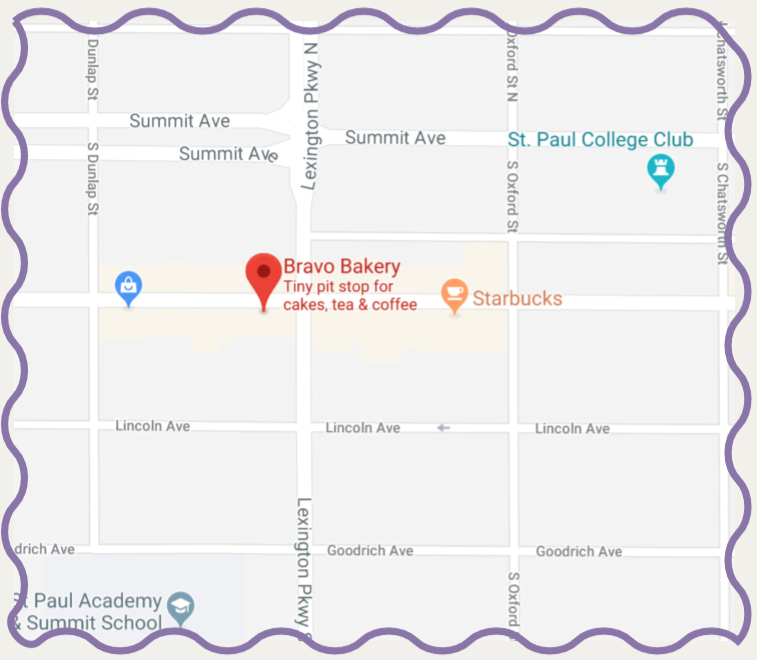 Dunlap St
Lexington Pkwy N
Oxford St N
Chatsworth St
Summit Ave
Summit Ave
St. Paul College Club
Summit Ave
S Dunlap St
S Oxford St
S Chatsworth St
Bravo Bakery
Tiny pit stop for
cakes, tea & coffee
Starbucks
Lincoln Ave
Lincoln Ave
Lincoln Ave
drich Ave
Goodrich Ave
Goodrich Ave
Lexington Pkwy S
S Oxford
St Paul Academy
& Summit School